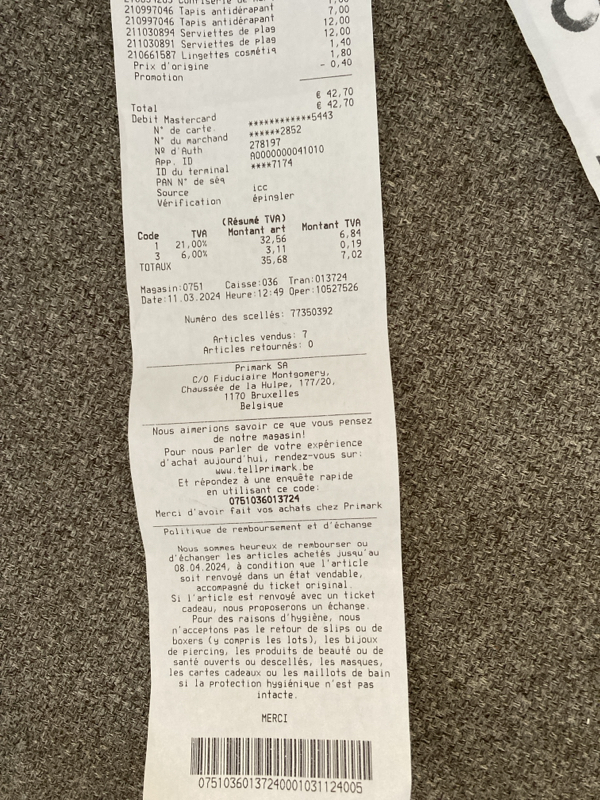 210997046 Tapis antidérapant 7,00
210997046 Tapis antidérapant 12,00
211030894 Serviettes de plag 12,00
211030891 Serviettes de plag 1,40
210661587 Lingettes cosmétiq 1,80
Prix d'origine - 0,40
Promotion
Total € 42,70
Debit Mastercard € 42,70
N° de carte ************5443
N° du marchand ******2852
Nº d'Auth 278197
App. ID A0000000041010
ID du terminal ****7174
PAN N° de séq
Source icc
Vérification épingler
(Résumé TVA)
Code TVA Montant art Montant TVA
1 21,00% 32,56 6,84
3 6,00% 3,11 0,19
TOTAUX 35,68 7,02
Magasin:0751 Caisse:036 Tran:013724
Date:11.03.2024 Heure:12:49 Oper:10527526
Numéro des scellés: 77350392
Articles vendus: 7
Articles retournés: 0
Primark SA
C/O Fiduciaire Montgomery,
Chaussée de la Hulpe, 177/20,
1170 Bruxelles
Belgique
Nous aimerions savoir ce que vous pensez
de notre magasin!
Pour nous parler de votre expérience
d'achat aujourd'hui, rendez-vous sur:
www.tellprimark.be
Et répondez à une enquête rapide
en utilisant ce code:
0751036013724
Merci d'avoir fait vos achats chez Primark
Politique de remboursement et d'échange
Nous sommes heureux de rembourser ou
d'échanger les articles achetés jusqu'au
08.04.2024, à condition que l'article
soit renvoyé dans un état vendable,
accompagné du ticket original.
Si l'article est renvoyé avec un ticket
cadeau, nous proposerons un échange.
Pour des raisons d'hygiène, nous
n'acceptons pas le retour de slips ou de
boxers (y compris les lots), les bijoux
de piercing, les produits de beauté ou de
santé ouverts ou descellés, les masques,
les cartes cadeaux ou les maillots de bain
si la protection hygiénique n'est pas
intacte.
MERCI
07510360137240001031124005